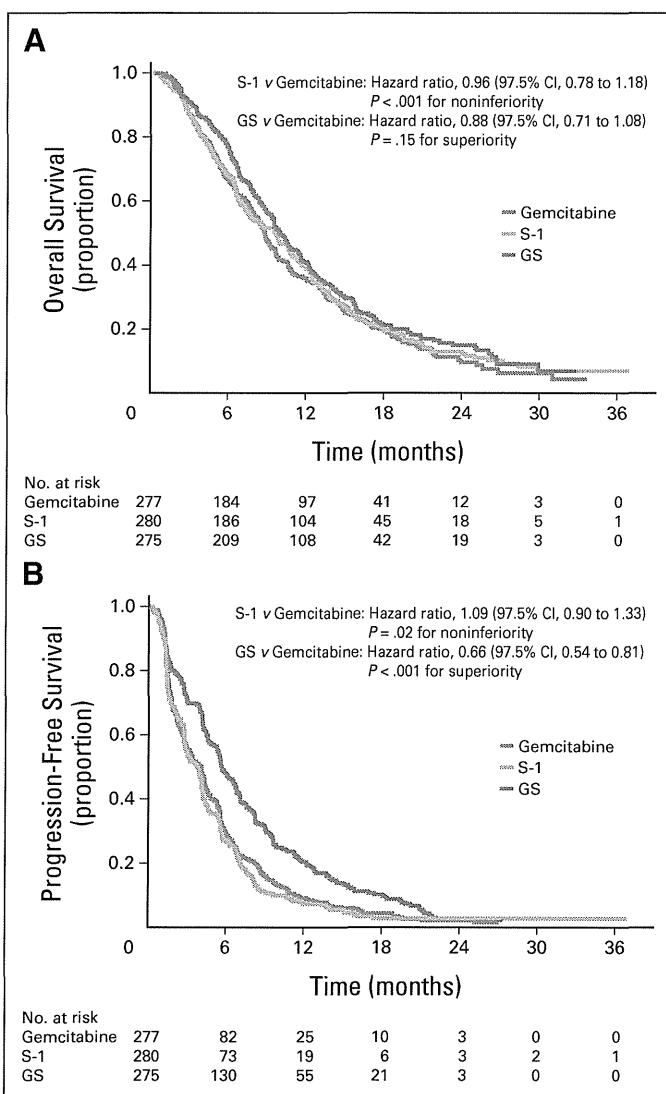 A
S-1 v Gemcitabine: Hazard ratio, 0.96 (97.5% CI, 0.78 to 1.18)
P < .001 for noninferiority
GS v Gemcitabine: Hazard ratio, 0.88 (97.5% CI, 0.71 to 1.08)
P = .15 for superiority
Gemcitabine
S-1
GS
Overall Survival
(proportion)
1.0
0.8
0.6
0.4
0.2
0 6 12 18 24 30 36
Time (months)
No. at risk
Gemcitabine 277 184 97 41 12 3 0
S-1 280 186 104 45 18 5 1
GS 275 209 108 42 19 3 0
B
S-1 v Gemcitabine: Hazard ratio, 1.09 (97.5% CI, 0.90 to 1.33)
P = .02 for noninferiority
GS v Gemcitabine: Hazard ratio, 0.66 (97.5% CI, 0.54 to 0.81)
P < .001 for superiority
Gemcitabine
S-1
GS
Progression-Free Survival
(proportion)
1.0
0.8
0.6
0.4
0.2
0 6 12 18 24 30 36
Time (months)
No. at risk
Gemcitabine 277 82 25 10 3 0 0
S-1 280 73 19 6 3 2 1
GS 275 130 55 21 3 0 0